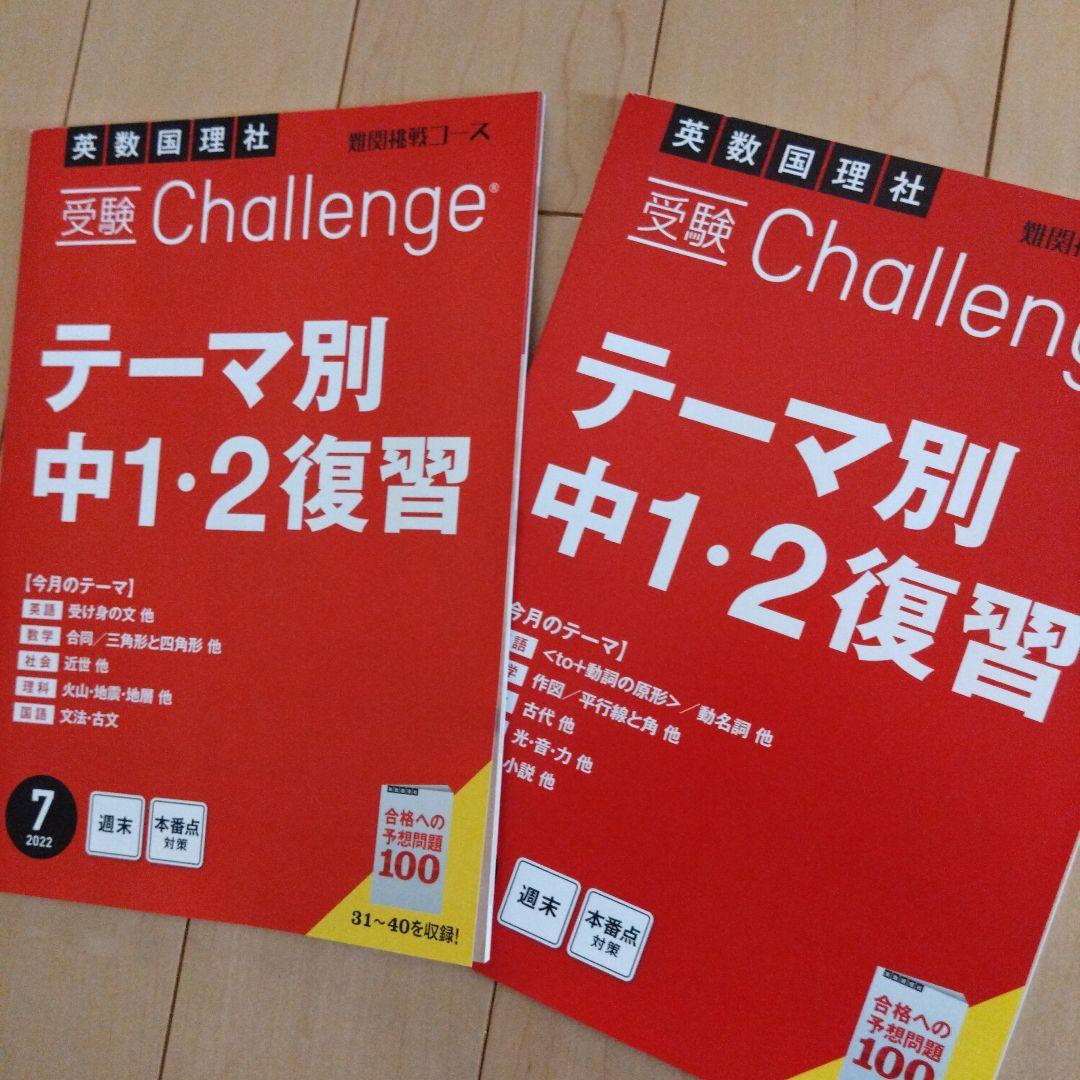 英数国理社
難関挑戦コース
受験 Challenge®
テーマ別
中1・2復習
【今月のテーマ】
英語 受け身の文 他
数学 合同／三角形と四角形 他
社会 近世 他
理科 火山・地震・地層 他
国語 文法・古文
7
2022
週末
本番点
対策
合格への
予想問題
100
31〜40を収録!
英数国理社
難関
受験 Challeng
テーマ別
中1・2復習
今月のテーマ】
語 <to+動詞の原形>／動名詞 他
学 作図／平行線と角 他
古代 他
光・音・力 他
小説 他
週末
本番点
対策
合格への
予想問題
100